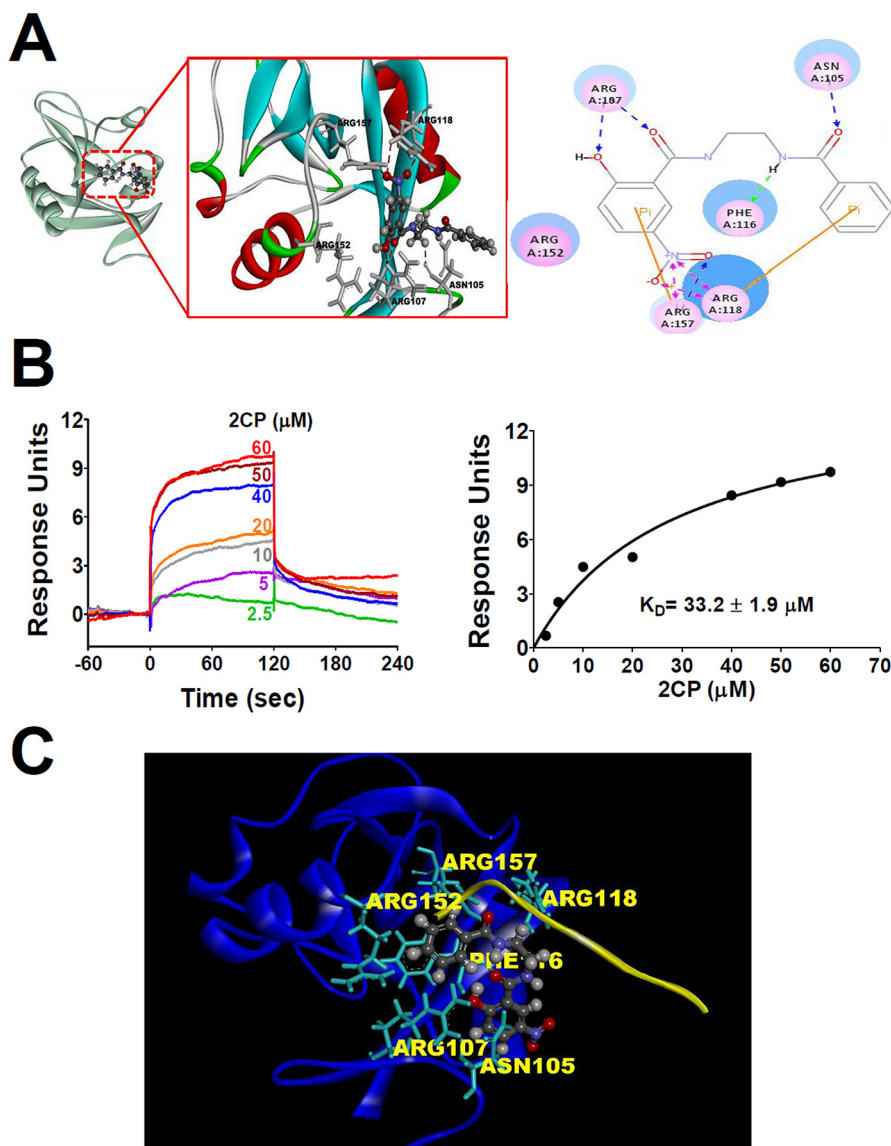 A
ARG157
ARG118
ARG152
ARG107
ASN105
ARG
A:107
ASN
A:105
O
O
H
O
N
N
H
PHE
A:116
Pi
Pi
ARG
A:152
N
O
-O
ARG
A:118
ARG
A:157
B
2CP (µM)
60
50
40
20
10
5
2.5
12
9
6
3
0
Response Units
-60 0 60 120 180 240
Time (sec)
12
9
6
3
0
Response Units
K_D= 33.2 ± 1.9 µM
0 10 20 30 40 50 60 70
2CP (µM)
C
ARG157
ARG152
ARG118
ARG107
ASN105